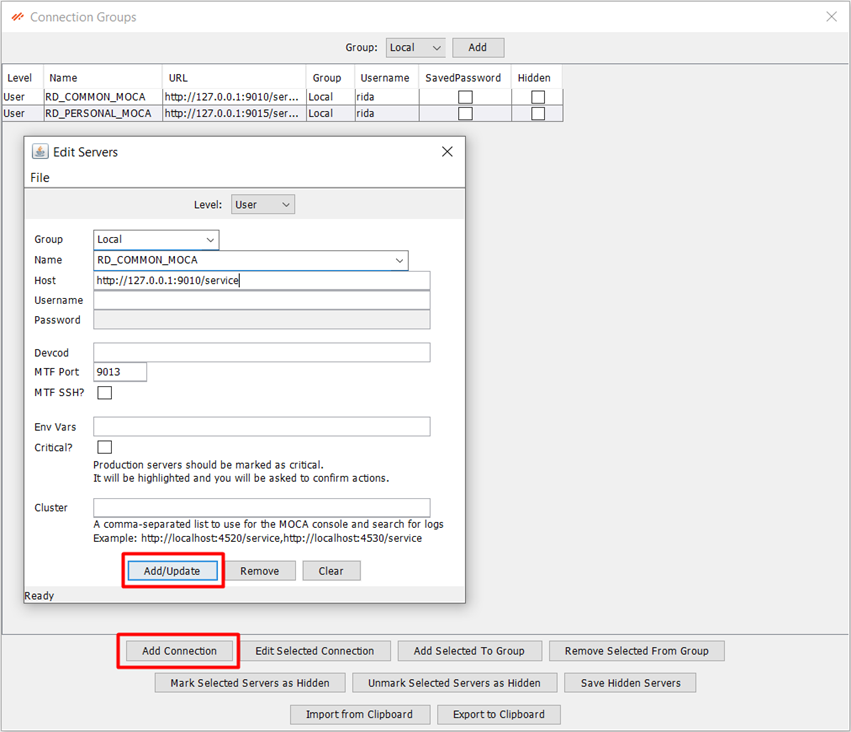 Connection Groups
Group: Local Add
Level Name URL Group Username SavedPassword Hidden
User RD_COMMON_MOCA http://127.0.0.1:9010/ser... Local rida
User RD_PERSONAL_MOCA http://127.0.0.1:9015/ser... Local rida
Edit Servers
File
Level: User
Group Local
Name RD_COMMON_MOCA
Host http://127.0.0.1:9010/service
Username
Password
Devcod
MTF Port 9013
MTF SSH?
Env Vars
Critical?
Production servers should be marked as critical.
It will be highlighted and you will be asked to confirm actions.
Cluster
A comma-separated list to use for the MOCA console and search for logs
Example: http://localhost:4520/service,http://localhost:4530/service
Add/Update Remove Clear
Ready
Add Connection Edit Selected Connection Add Selected To Group Remove Selected From Group
Mark Selected Servers as Hidden Unmark Selected Servers as Hidden Save Hidden Servers
Import from Clipboard Export to Clipboard